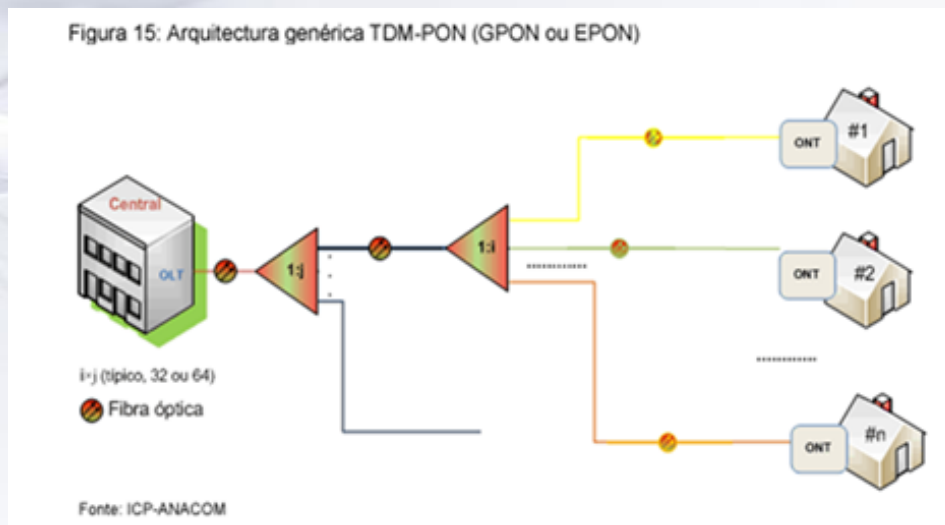 Figura 15: Arquitectura genérica TDM-PON (GPON ou EPON)
Central
OLT
1:j
1:i
ONT
#1
ONT
#2
ONT
#n
i×j (típico, 32 ou 64)
Fibra óptica
Fonte: ICP-ANACOM